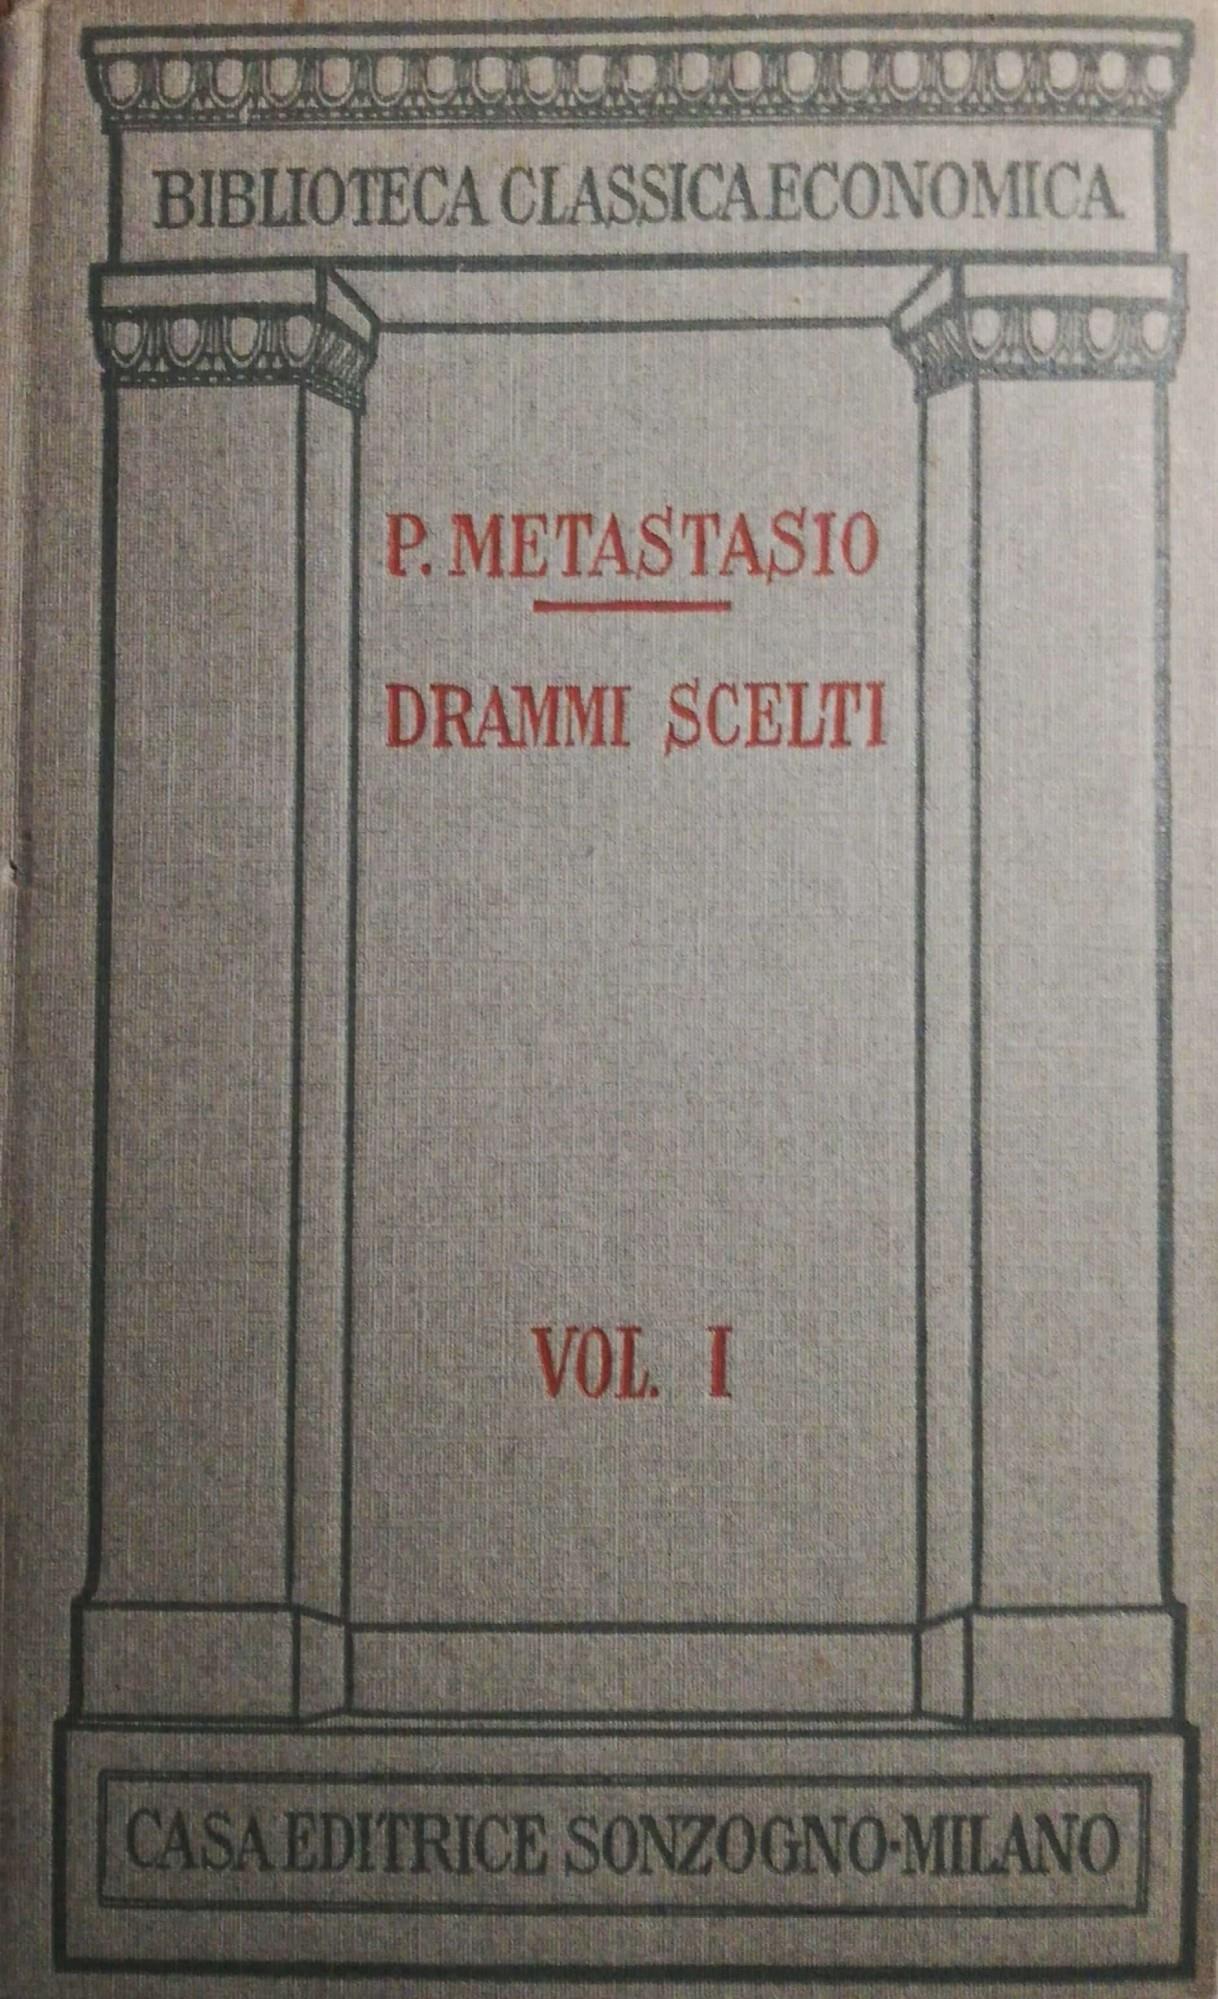 BIBLIOTECA CLASSICA ECONOMICA
P. METASTASIO
DRAMMI SCELTI
VOL. I
CASA EDITRICE SONZOGNO-MILANO